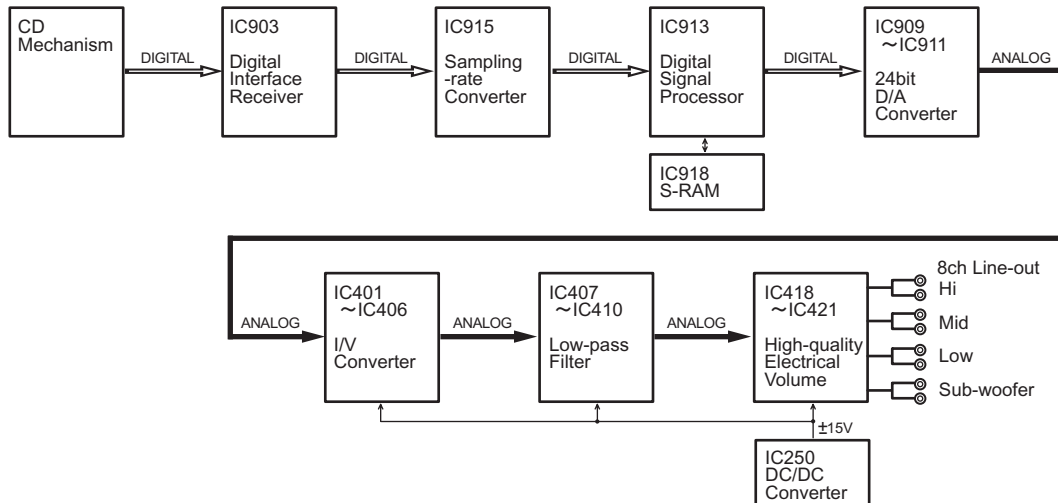 CD
Mechanism
DIGITAL
IC903
Digital
Interface
Receiver
DIGITAL
IC915
Sampling
-rate
Converter
DIGITAL
IC913
Digital
Signal
Processor
DIGITAL
IC909
～IC911
24bit
D/A
Converter
ANALOG
IC918
S-RAM
ANALOG
IC401
～IC406
I/V
Converter
ANALOG
IC407
～IC410
Low-pass
Filter
ANALOG
IC418
～IC421
High-quality
Electrical
Volume
8ch Line-out
Hi
Mid
Low
Sub-woofer
±15V
IC250
DC/DC
Converter